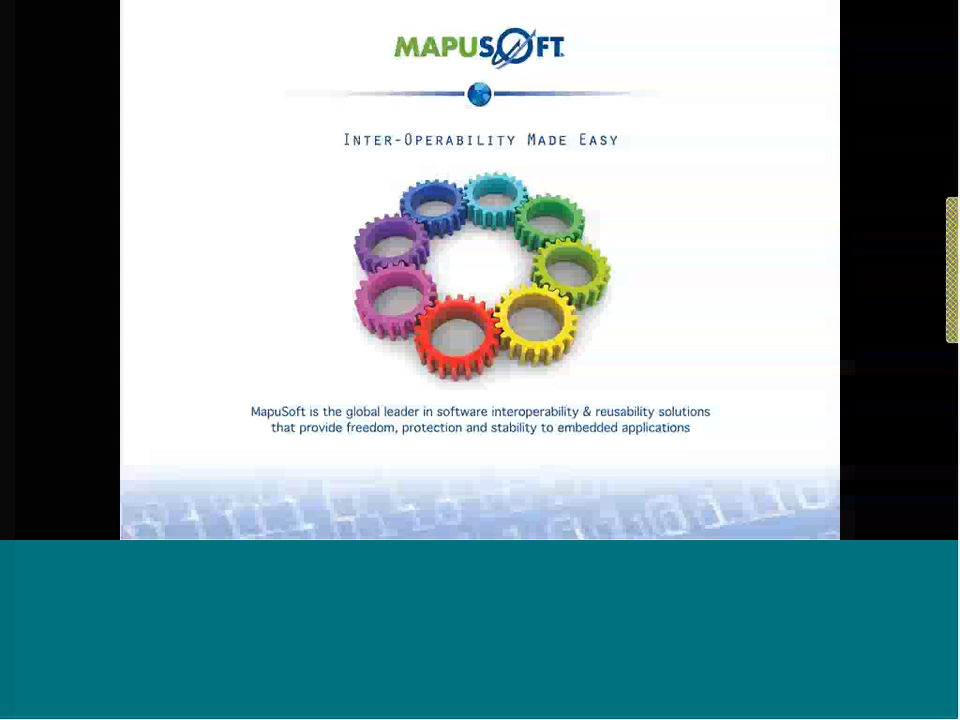 MAPUSOFT
INTER-OPERABILITY MADE EASY
MapuSoft is the global leader in software interoperability & reusability solutions
that provide freedom, protection and stability to embedded applications